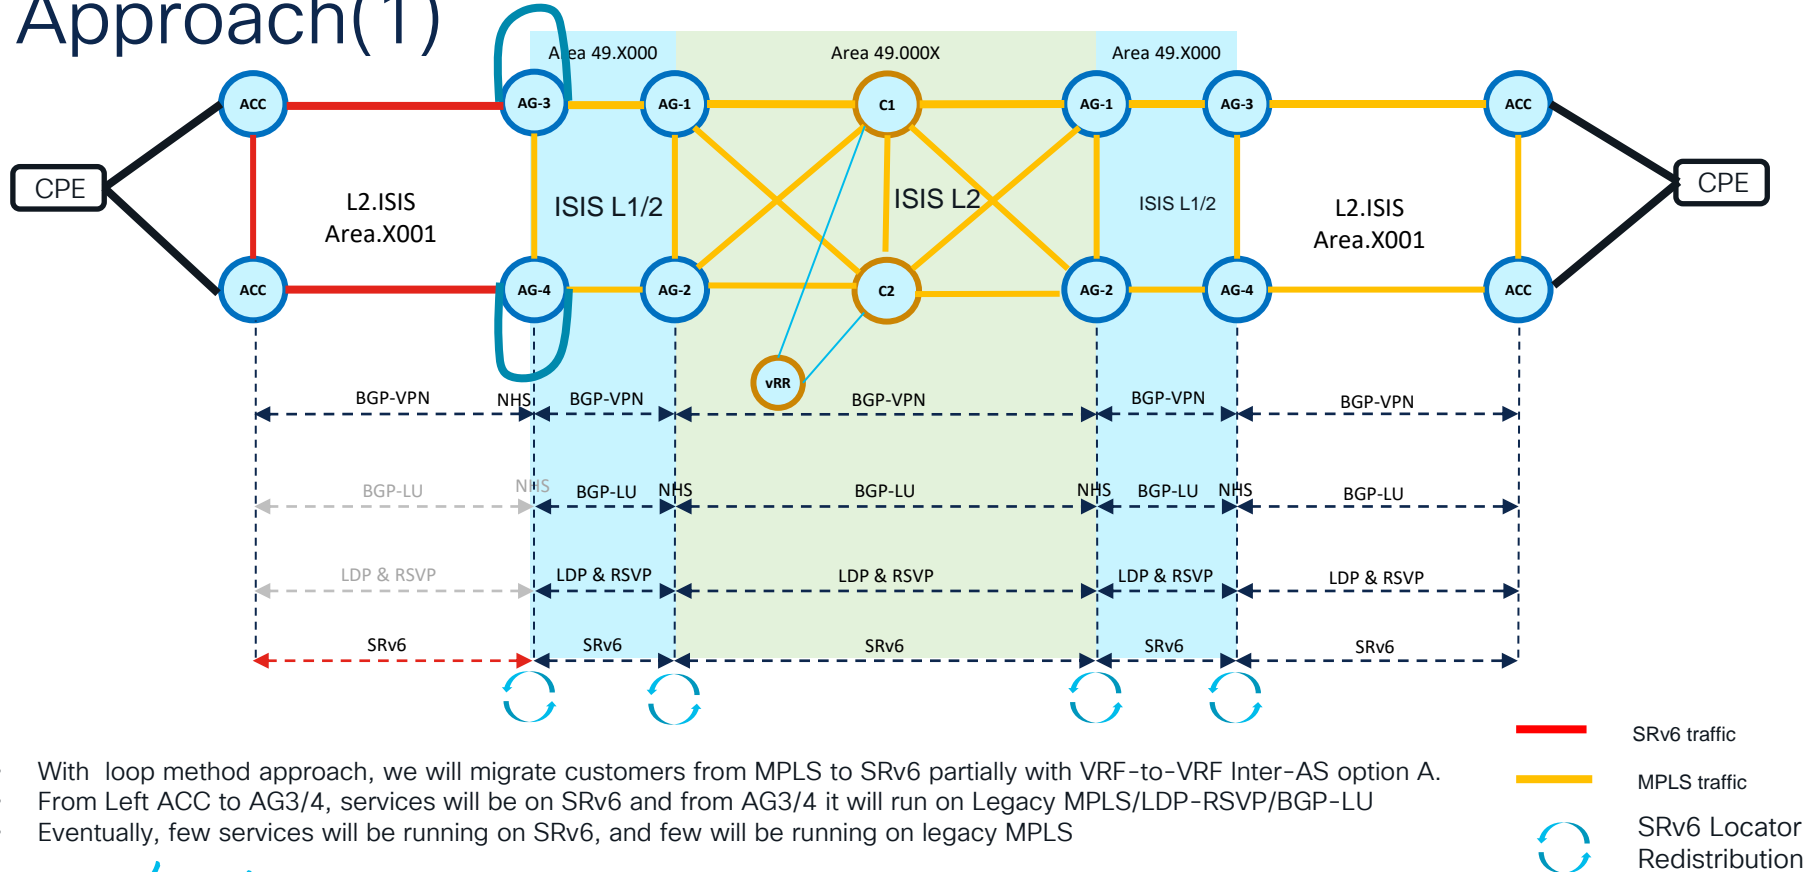 Approach(1)
Area 49.X000
Area 49.000X
Area 49.X000
ACC
AG-3
AG-1
C1
AG-1
AG-3
ACC
CPE
L2.ISIS
Area.X001
ISIS L1/2
ISIS L2
ISIS L1/2
L2.ISIS
Area.X001
CPE
ACC
AG-4
AG-2
C2
AG-2
AG-4
ACC
vRR
BGP-VPN
NHS
BGP-VPN
BGP-VPN
BGP-VPN
BGP-VPN
BGP-LU
NHS
BGP-LU
NHS
BGP-LU
NHS
BGP-LU
NHS
BGP-LU
LDP & RSVP
LDP & RSVP
LDP & RSVP
LDP & RSVP
LDP & RSVP
SRv6
SRv6
SRv6
SRv6
SRv6
SRv6 traffic
MPLS traffic
SRv6 Locator
Redistribution
With loop method approach, we will migrate customers from MPLS to SRv6 partially with VRF-to-VRF Inter-AS option A.
From Left ACC to AG3/4, services will be on SRv6 and from AG3/4 it will run on Legacy MPLS/LDP-RSVP/BGP-LU
Eventually, few services will be running on SRv6, and few will be running on legacy MPLS